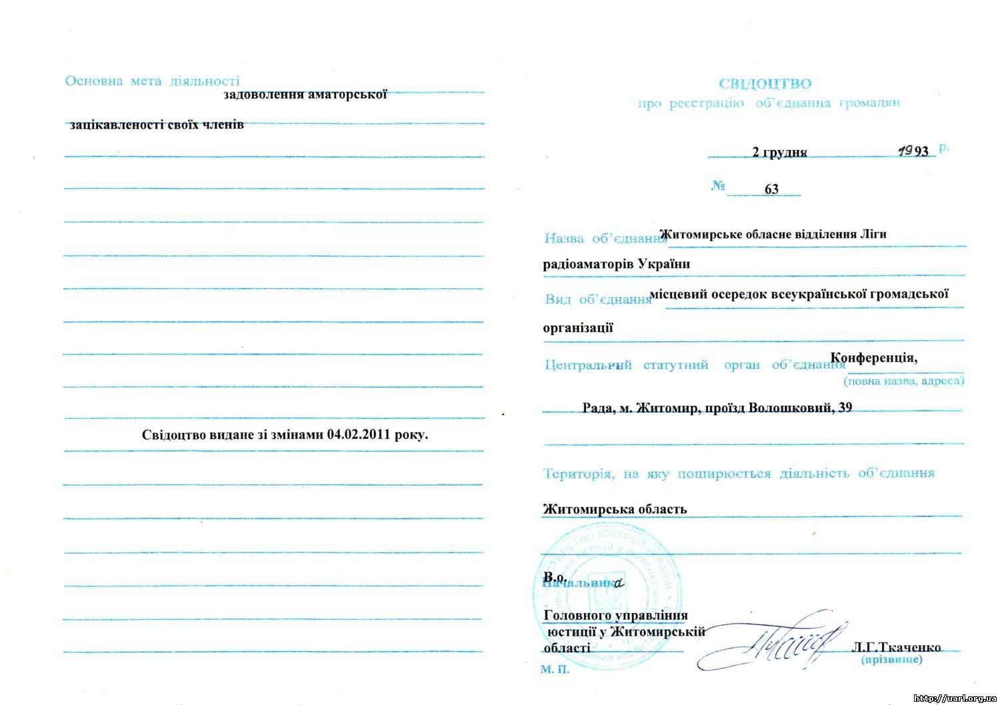 Основна мета діяльності
задоволення аматорської
зацікавленості своїх членів
Свідоцтво видане зі змінами 04.02.2011 року.
СВІДОЦТВО
про реєстрацію об'єднання громадян
2 грудня 1993 р.
№ 63
Назва об'єднання Житомирське обласне відділення Ліги
радіоаматорів України
Вид об'єднання місцевий осередок всеукраїнської громадської
організації
Центральний статутний орган об'єднання Конференція,
(повна назва, адреса)
Рада, м. Житомир, проїзд Волошковий, 39
Територія, на яку поширюється діяльність об'єднання
Житомирська область
МІНІСТЕРСТВО ЮСТИЦІЇ УКРАЇНИ
В.о.
Начальника
Головного управління
юстиції у Житомирській
області
Л.Г.Ткаченко
(прізвище)
М. П.
http://uarl.org.ua